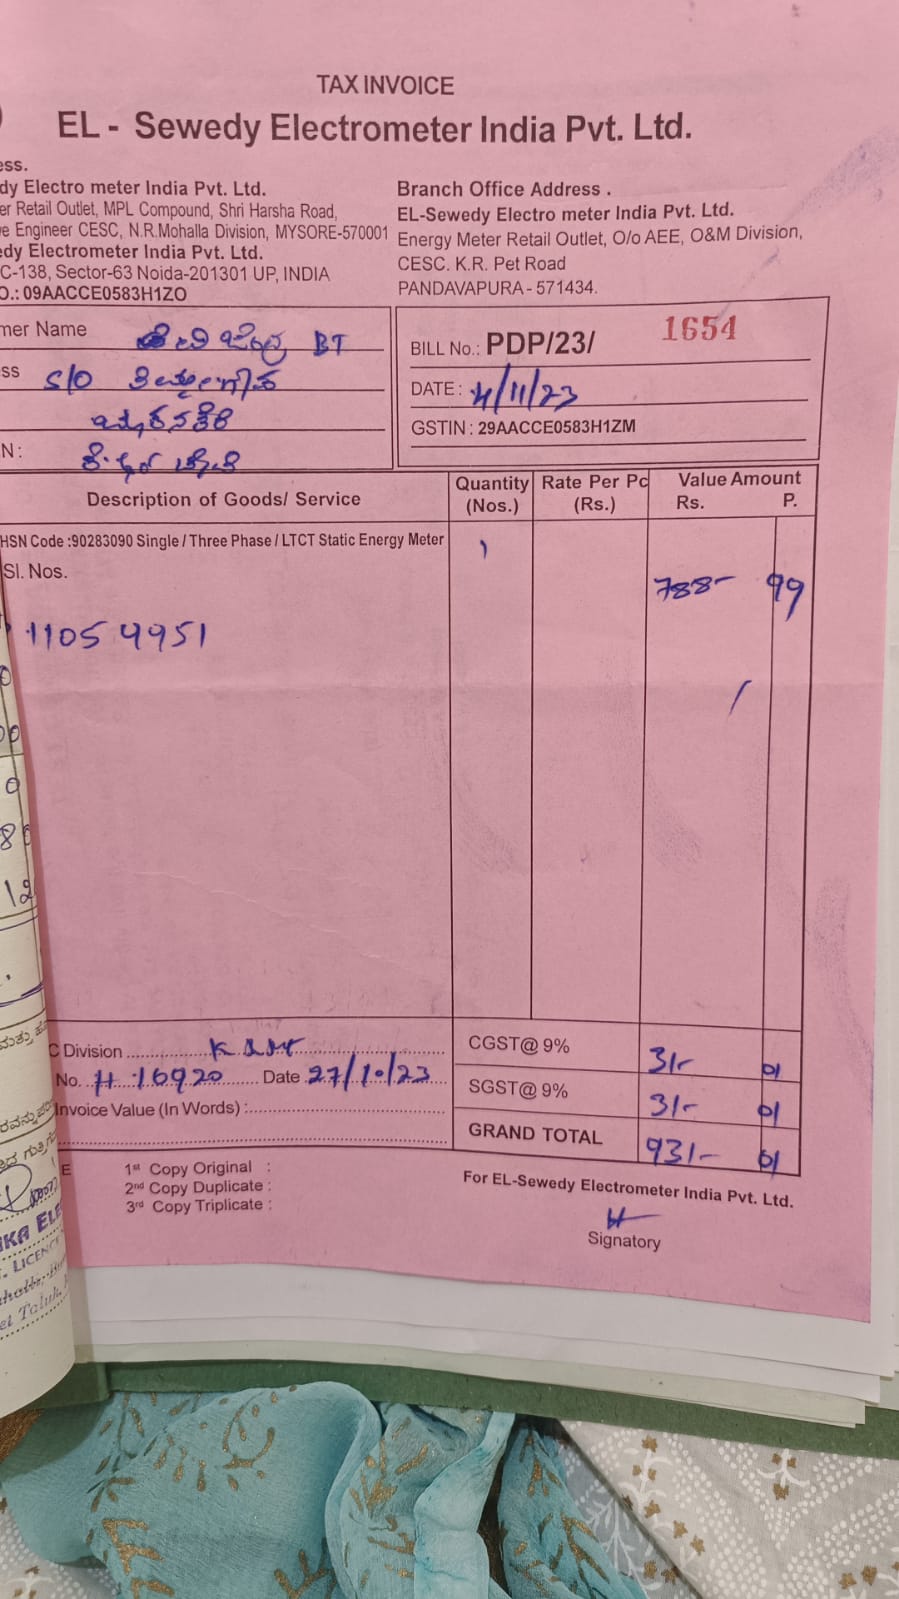 TAX INVOICE
EL - Sewedy Electrometer India Pvt. Ltd.
ess.
dy Electro meter India Pvt. Ltd.
er Retail Outlet, MPL Compound, Shri Harsha Road,
e Engineer CESC, N.R.Mohalla Division, MYSORE-570001
edy Electrometer India Pvt. Ltd.
C-138, Sector-63 Noida-201301 UP, INDIA
O.: 09AACCE0583H1ZO
Branch Office Address .
EL-Sewedy Electro meter India Pvt. Ltd.
Energy Meter Retail Outlet, O/o AEE, O&M Division,
CESC. K.R. Pet Road
PANDAVAPURA - 571434.
mer Name BT
ss S/O
N :
BILL No.: PDP/23/ 1654
DATE : 4/11/23
GSTIN : 29AACCE0583H1ZM
Description of Goods/ Service Quantity (Nos.) Rate Per Pc (Rs.) Value Amount Rs. P.
HSN Code :90283090 Single / Three Phase / LTCT Static Energy Meter 1
Sl. Nos. 788- 99
11054951
C Division
No. H 16920 Date 27/10/23
Invoice Value (In Words) :
CGST@ 9% 31- 01
SGST@ 9% 31- 01
GRAND TOTAL 931- 01
E
1st Copy Original :
2nd Copy Duplicate :
3rd Copy Triplicate :
For EL-Sewedy Electrometer India Pvt. Ltd.
Signatory